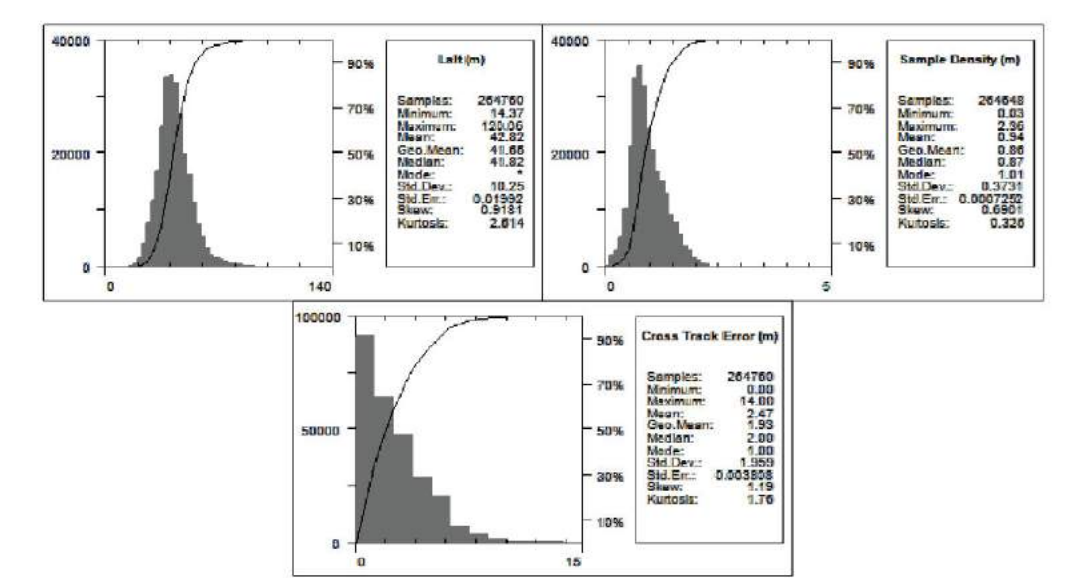 40000
20000
0
0
140
90%
70%
50%
30%
10%
Lalt (m)
Samples: 264760
Minimum: 14.37
Maximum: 120.05
Mean: 42.82
Geo.Mean: 41.66
Median: 41.82
Mode: *
Std.Dev.: 10.25
Std.Err.: 0.01992
Skew: 0.9181
Kurtosis: 2.614
40000
20000
0
0
5
90%
70%
50%
30%
10%
Sample Density (m)
Samples: 264648
Minimum: 0.03
Maximum: 2.36
Mean: 0.94
Geo.Mean: 0.86
Median: 0.87
Mode: 1.01
Std.Dev.: 0.3731
Std.Err.: 0.0007252
Skew: 0.6901
Kurtosis: 0.326
100000
50000
0
0
15
90%
70%
50%
30%
10%
Cross Track Error (m)
Samples: 264760
Minimum: 0.00
Maximum: 14.00
Mean: 2.47
Geo.Mean: 1.93
Median: 2.00
Mode: 1.00
Std.Dev.: 1.959
Std.Err.: 0.003808
Skew: 1.19
Kurtosis: 1.76